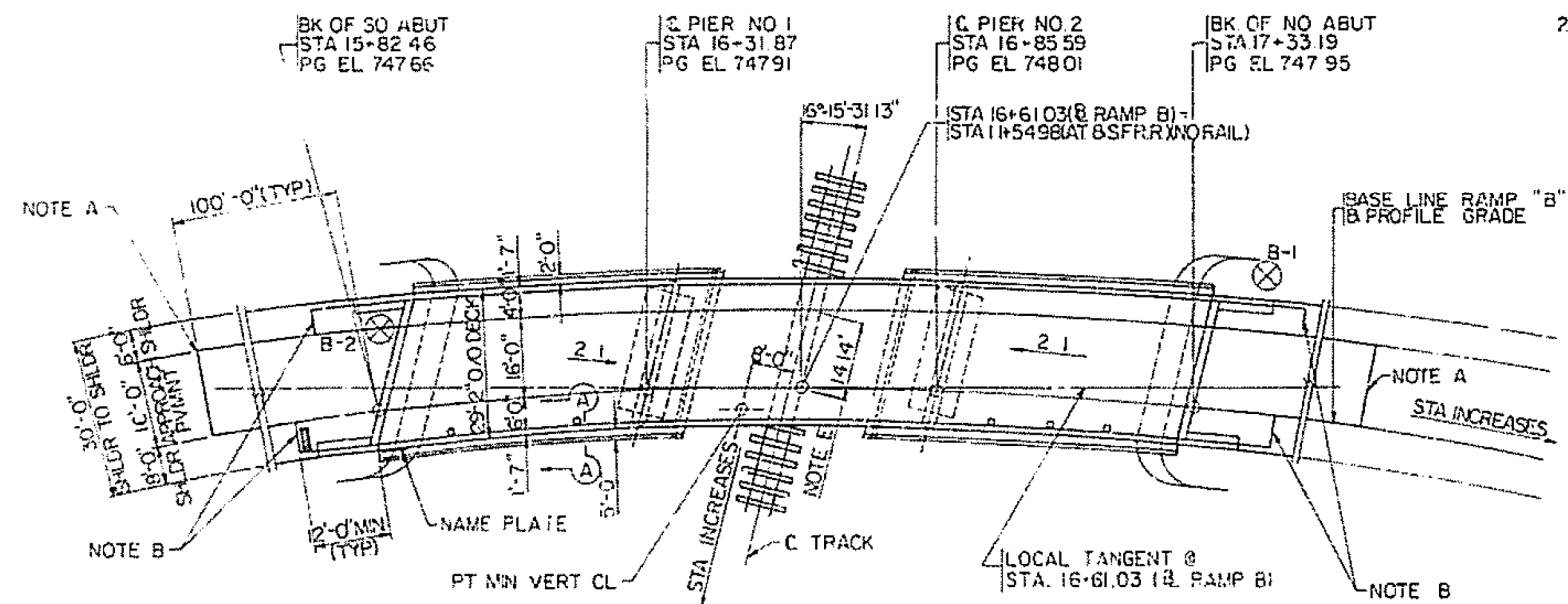 BK OF SO ABUT
STA 15+82 46
PG EL 747 66
℄ PIER NO. 1
STA 16+31.87
PG EL 747 91
℄ PIER NO. 2
STA 16+85 59
PG EL 748 01
BK. OF NO ABUT
STA 17+33.19
PG EL 747 95
2
16°-15'-31 13"
STA 16+61 03 (℄ RAMP B) =
STA 11+54 98 (AT & SF R.R) (NO RAIL)
NOTE A
100'-0" (TYP)
BASE LINE RAMP "B"
& PROFILE GRADE
B-1
B-2
30'-0"
SHLDR TO SHLDR
8'-0" 16'-0" 6'-0"
SHLDR APPROV SHLDR
PVMNT
29'-2" O/O DECK
1'-7" 6'-0" 16'-0" 4'-0" 1'-7"
2'-0"
2 1
8'-0"
14 14'
2 1
A
A
5'-0
NOTE E
NOTE A
STA INCREASES
STA INCREASES
12'-0" MIN
(TYP)
NAME PLATE
NOTE B
PT MIN VERT CL
℄ TRACK
LOCAL TANGENT @
STA. 16+61.03 (℄ RAMP B)
NOTE B